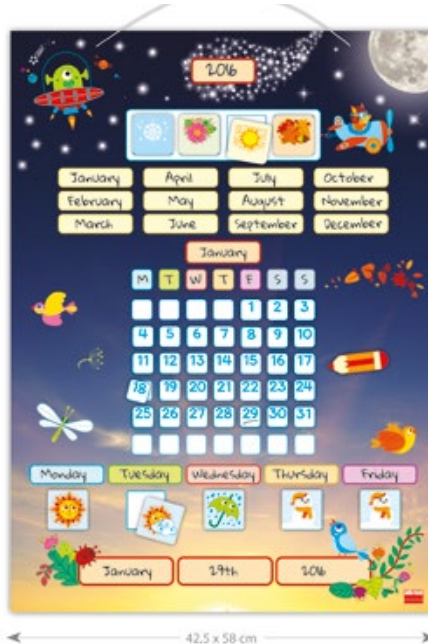 2016
January April July October
February May August November
March June September December
January
M T W T F S S
1 2 3
4 5 6 7 8 9 10
11 12 13 14 15 16 17
18 19 20 21 22 23 24
25 26 27 28 29 30 31
Monday Tuesday Wednesday Thursday Friday
January 29th 2016
42.5 x 58 cm